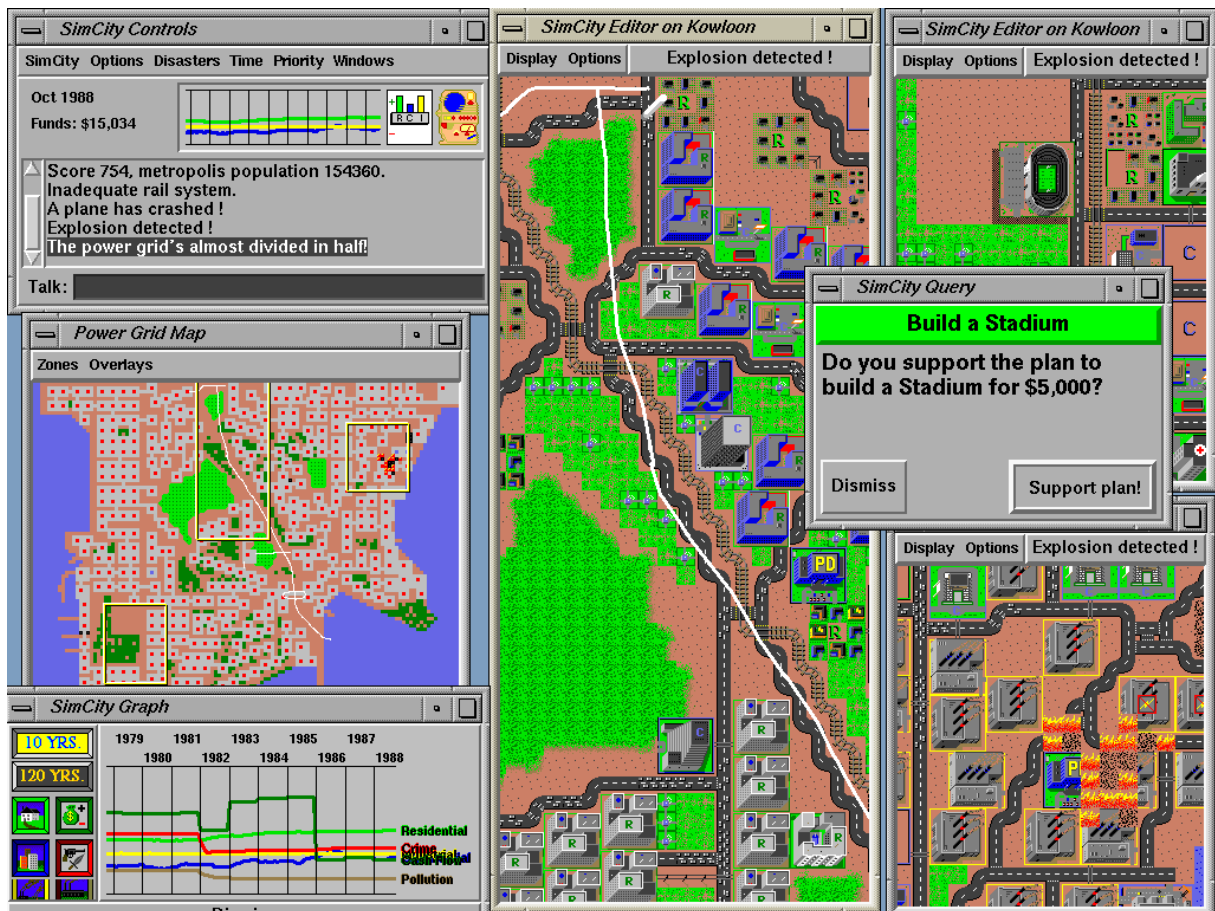 SimCity Controls
SimCity Options Disasters Time Priority Windows
Oct 1988
Funds: $15,034
R C I
Score 754, metropolis population 154360.
Inadequate rail system.
A plane has crashed !
Explosion detected !
The power grid's almost divided in half!
Talk:
Power Grid Map
Zones Overlays
SimCity Graph
10 YRS.
120 YRS.
1979 1981 1983 1985 1987
1980 1982 1984 1986 1988
Residential
Crime
Cash Flow
Pollution
SimCity Editor on Kowloon
Display Options Explosion detected !
R
R
R
R
R
R
R
C
C
PD
R
C
R
R
R
R
R
R
R
R
R
R
SimCity Editor on Kowloon
Display Options Explosion detected !
R
R
C
C
C
SimCity Query
Build a Stadium
Do you support the plan to
build a Stadium for $5,000?
Dismiss Support plan!
Display Options Explosion detected !
C
C
C
P